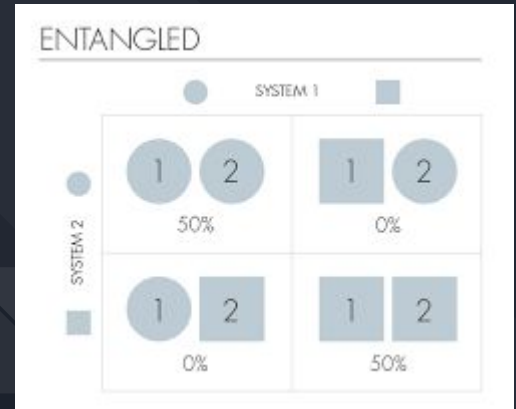 ENTANGLED
SYSTEM 1
1 2 1 2
50% 0%
SYSTEM 2
1 2 1 2
0% 50%